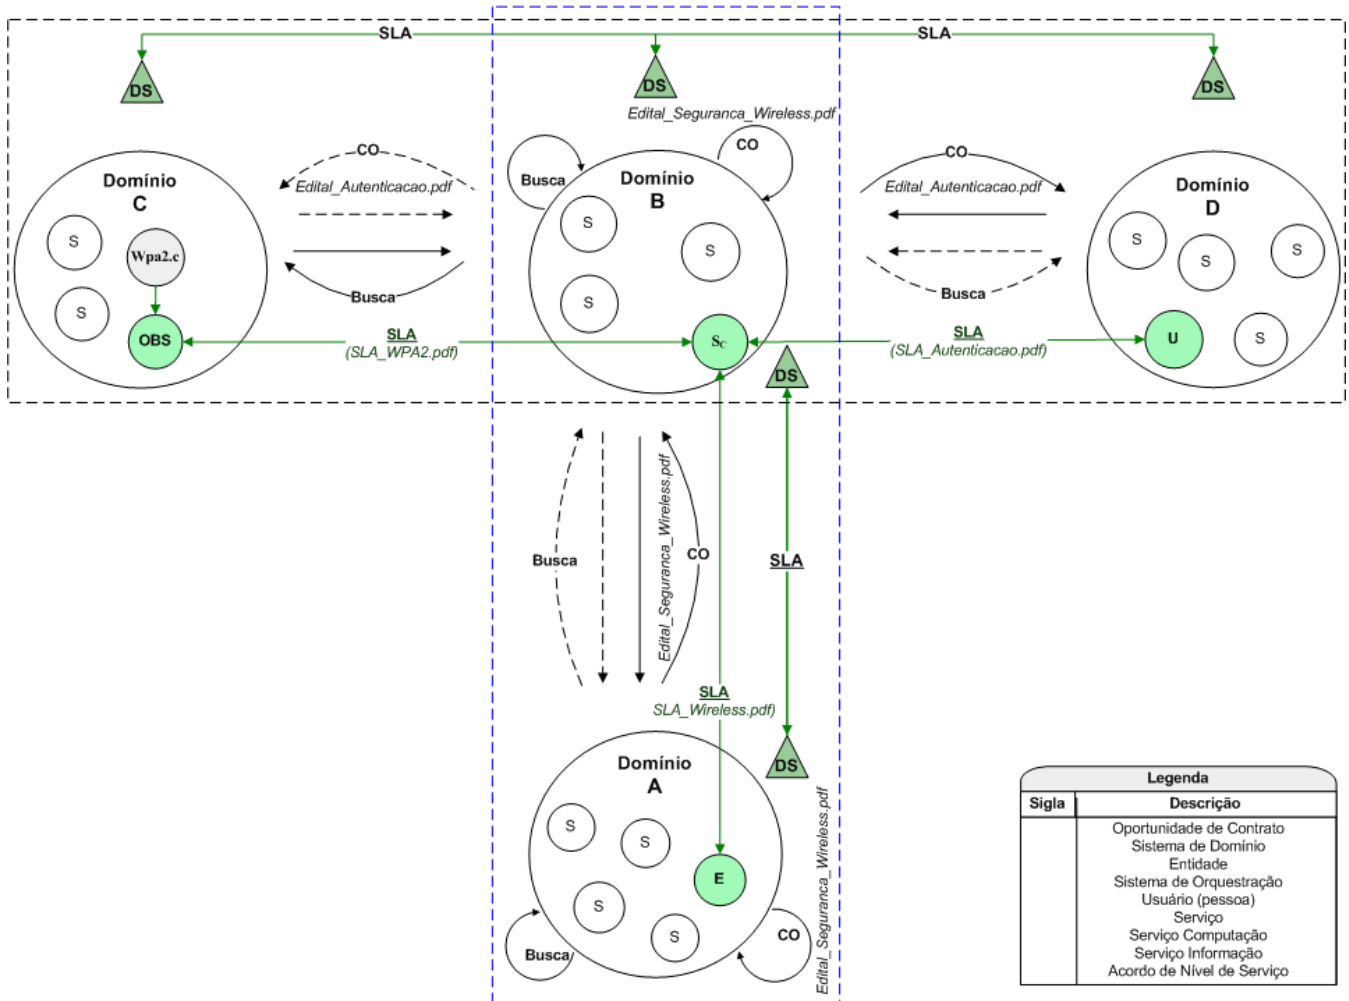 SLA
SLA
DS
DS
DS
Edital_Seguranca_Wireless.pdf
CO
Busca
CO
Edital_Autenticacao.pdf
Busca
CO
Edital_Autenticacao.pdf
Busca
Domínio
C
S
Wpa2.c
S
OBS
Domínio
B
S
S
S
Sc
Domínio
D
S
S
S
U
S
SLA
(SLA_WPA2.pdf)
SLA
(SLA_Autenticacao.pdf)
DS
Busca
Edital_Seguranca_Wireless.pdf
CO
SLA
SLA
SLA_Wireless.pdf)
DS
Domínio
A
S
S
S
S
E
Busca
CO
Edital_Seguranca_Wireless.pdf
Legenda
Sigla Descrição
Oportunidade de Contrato
Sistema de Domínio
Entidade
Sistema de Orquestração
Usuário (pessoa)
Serviço
Serviço Computação
Serviço Informação
Acordo de Nível de Serviço